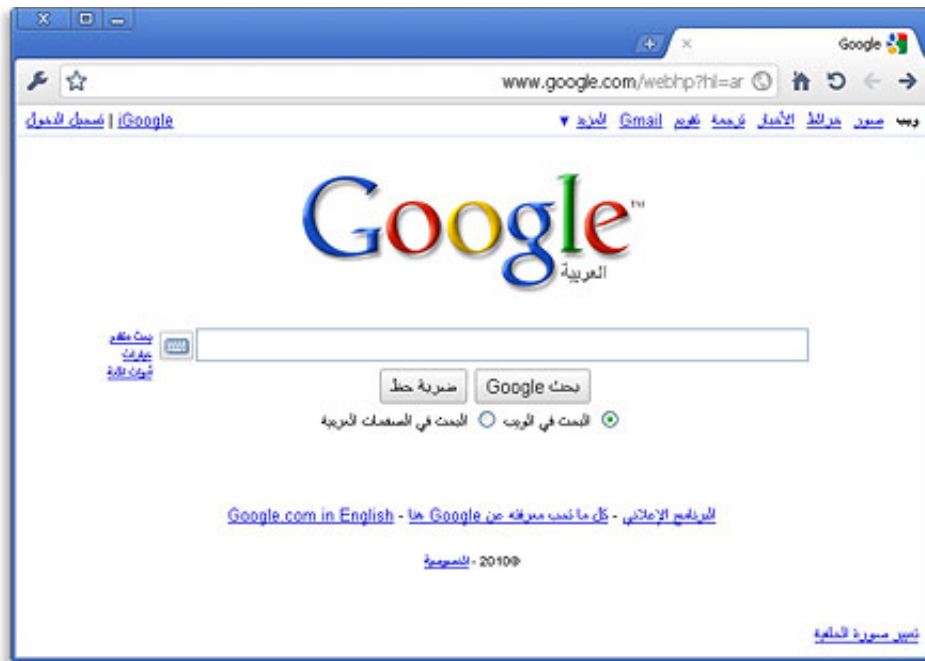 Google
www.google.com/webhp?hl=ar
ويب صور خرائط الأخبار ترجمة تقويم Gmail المزيد ▼
iGoogle | تسجيل الدخول
Google™
العربية
بحث متقدم
خيارات
أدوات اللغة
بحث Google ضربة حظ
البحث في الويب البحث في الصفحات العربية
البرنامج الإعلاني - كل ما تحب معرفته عن Google هنا - Google.com in English
©2010 - الخصوصية
تغيير صورة الخلفية